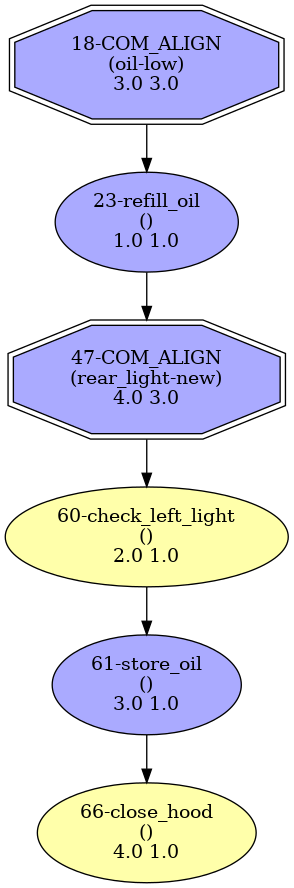 18-COM_ALIGN
(oil-low)
3.0 3.0
23-refill_oil
()
1.0 1.0
47-COM_ALIGN
(rear_light-new)
4.0 3.0
60-check_left_light
()
2.0 1.0
61-store_oil
()
3.0 1.0
66-close_hood
()
4.0 1.0